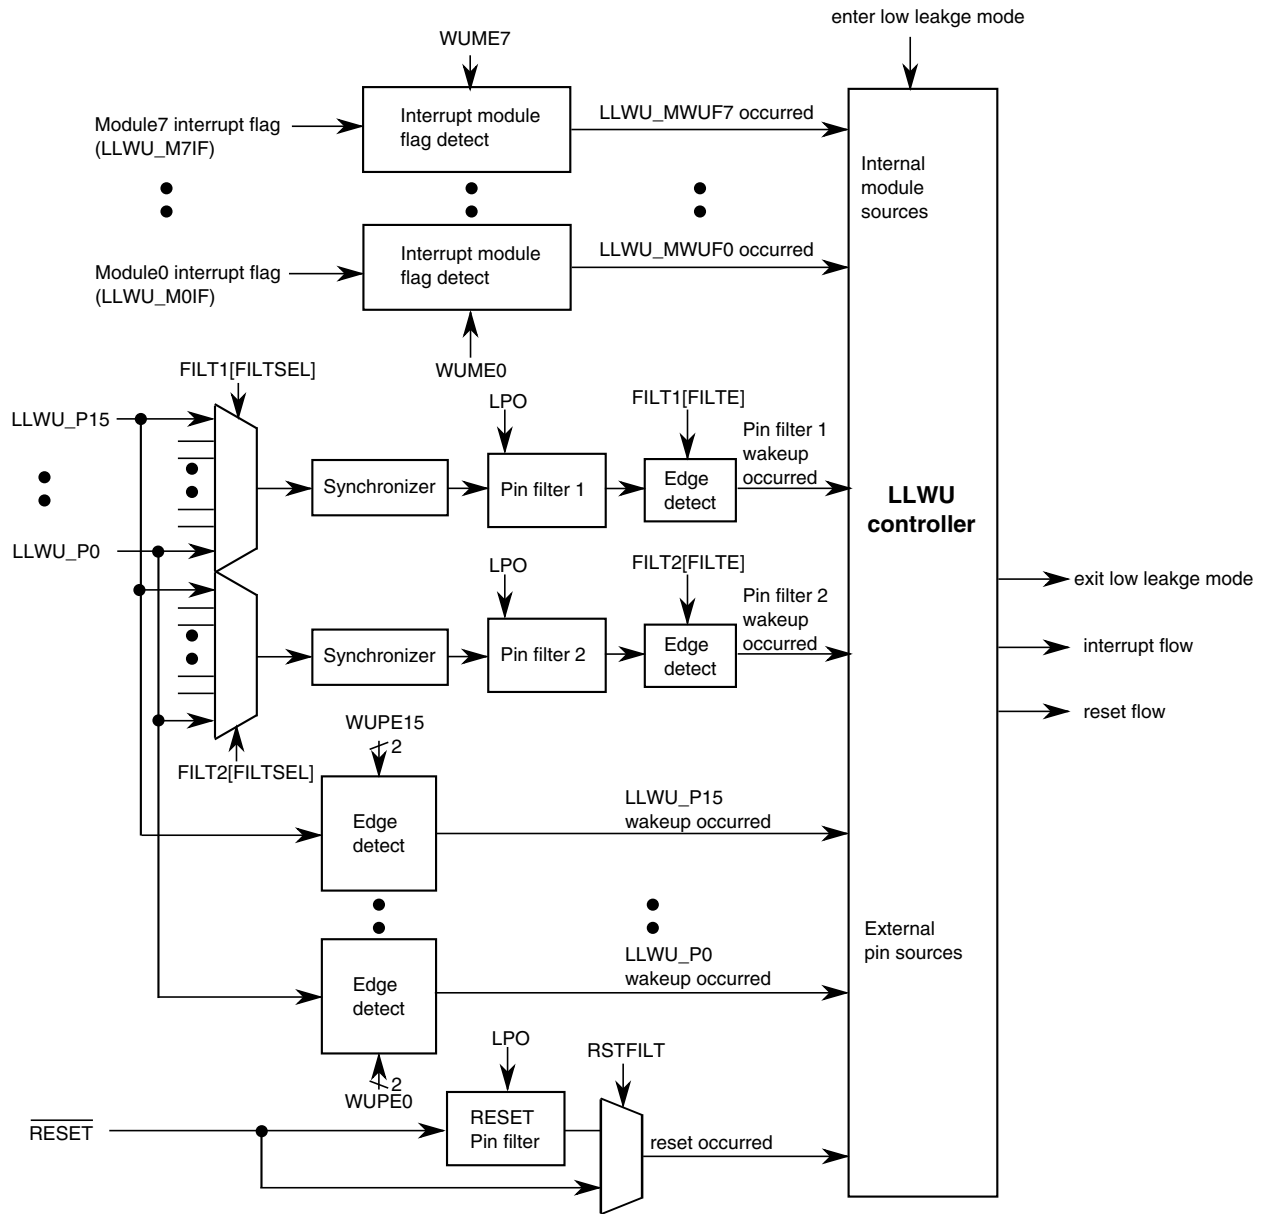 enter low leakge mode
WUME7
Module7 interrupt flag
(LLWU_M7IF)
Interrupt module
flag detect
LLWU_MWUF7 occurred
Internal
module
sources
Module0 interrupt flag
(LLWU_M0IF)
Interrupt module
flag detect
LLWU_MWUF0 occurred
WUME0
FILT1[FILTSEL]
LLWU_P15
LLWU_P0
Synchronizer
LPO
Pin filter 1
FILT1[FILTE]
Edge
detect
Pin filter 1
wakeup
occurred
LLWU
controller
Synchronizer
LPO
Pin filter 2
FILT2[FILTE]
Edge
detect
Pin filter 2
wakeup
occurred
exit low leakge mode
interrupt flow
reset flow
FILT2[FILTSEL]
WUPE15
2
Edge
detect
LLWU_P15
wakeup occurred
Edge
detect
LLWU_P0
wakeup occurred
External
pin sources
2
WUPE0
RESET
LPO
RESET
Pin filter
RSTFILT
reset occurred